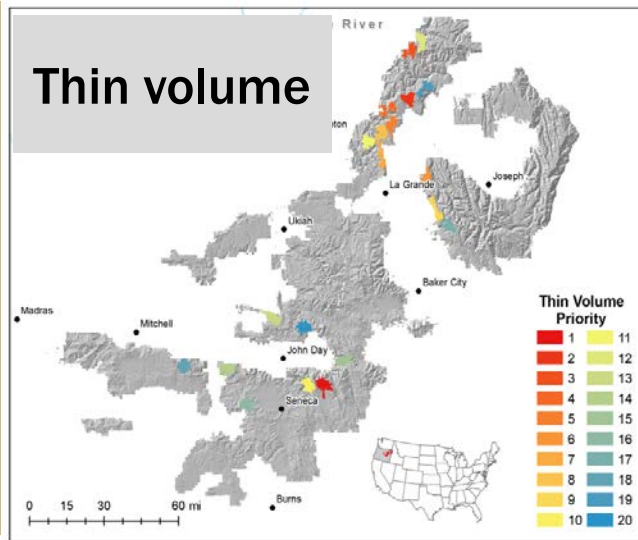 River
Thin volume
La Grande
Joseph
Ukiah
Baker City
Madras
Mitchell
John Day
Seneca
Burns
0 15 30 60 mi
Thin Volume
Priority
1 11
2 12
3 13
4 14
5 15
6 16
7 17
8 18
9 19
10 20